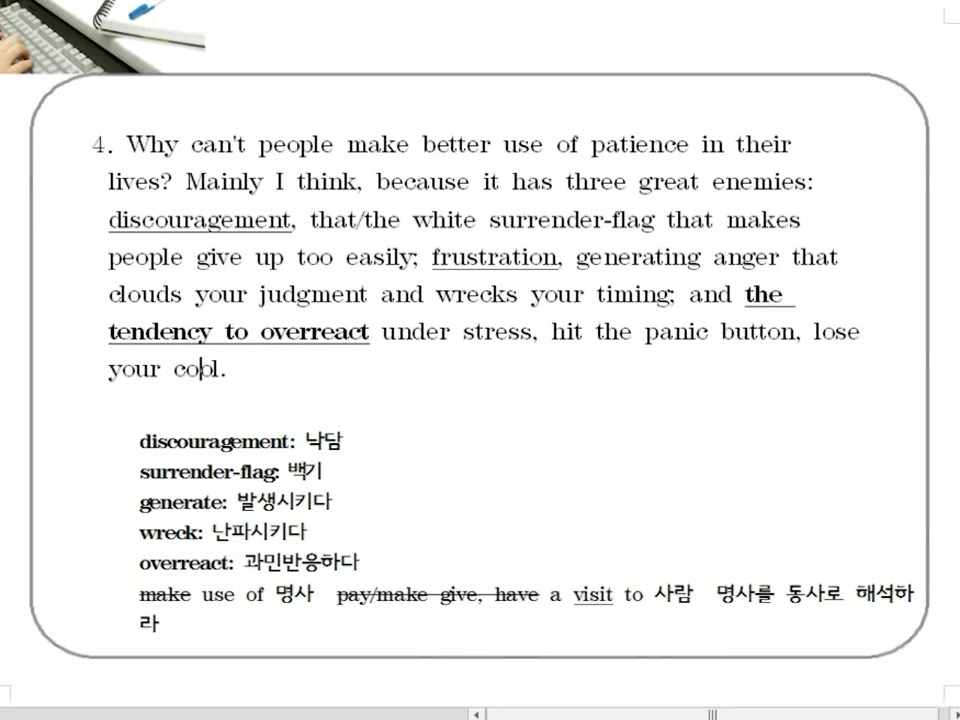 4. Why can't people make better use of patience in their
lives? Mainly I think, because it has three great enemies:
discouragement, that/the white surrender-flag that makes
people give up too easily; frustration, generating anger that
clouds your judgment and wrecks your timing; and the
tendency to overreact under stress, hit the panic button, lose
your cool.
discouragement: 낙담
surrender-flag: 백기
generate: 발생시키다
wreck: 난파시키다
overreact: 과민반응하다
make use of 명사 pay/make give, have a visit to 사람 명사를 동사로 해석하
라